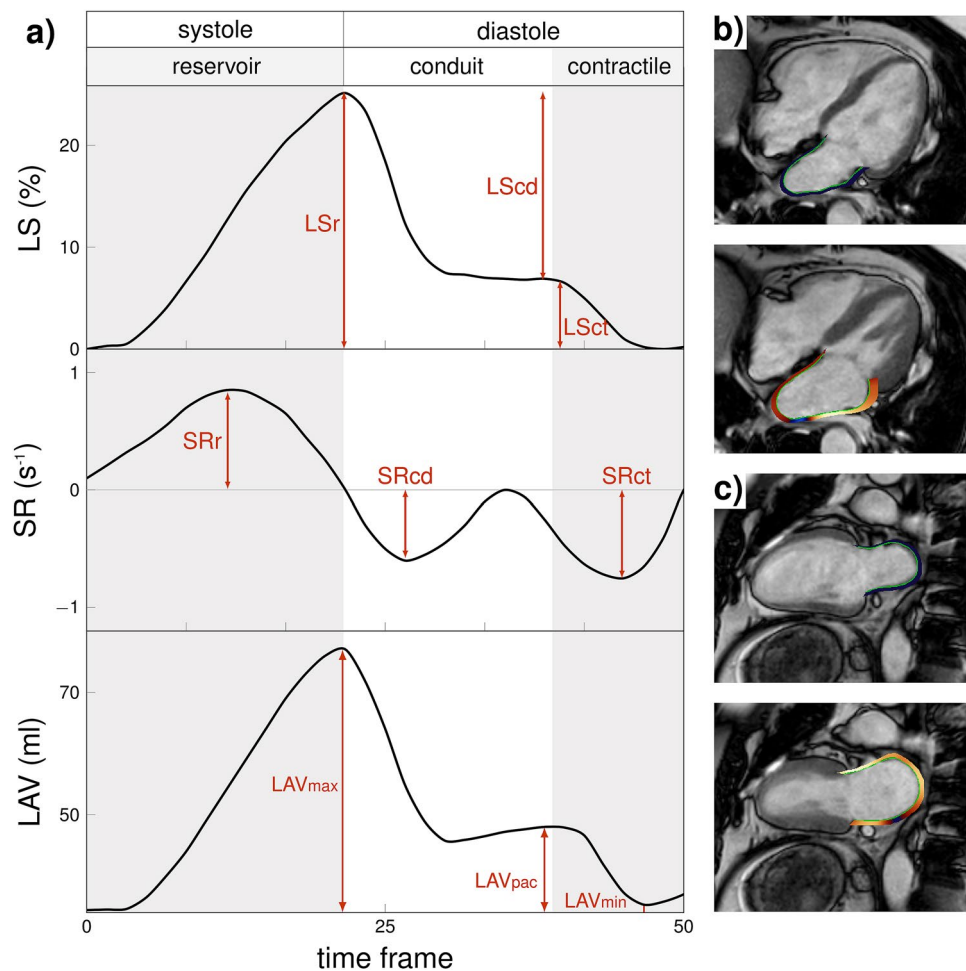 a)
systole diastole
reservoir conduit contractile
LS (%)
20
10
0
LSr
LScd
LSct
SR (s-1)
1
0
−1
SRr
SRcd
SRct
LAV (ml)
70
50
LAVmax
LAVpac
LAVmin
0 25 50
time frame
b)
c)